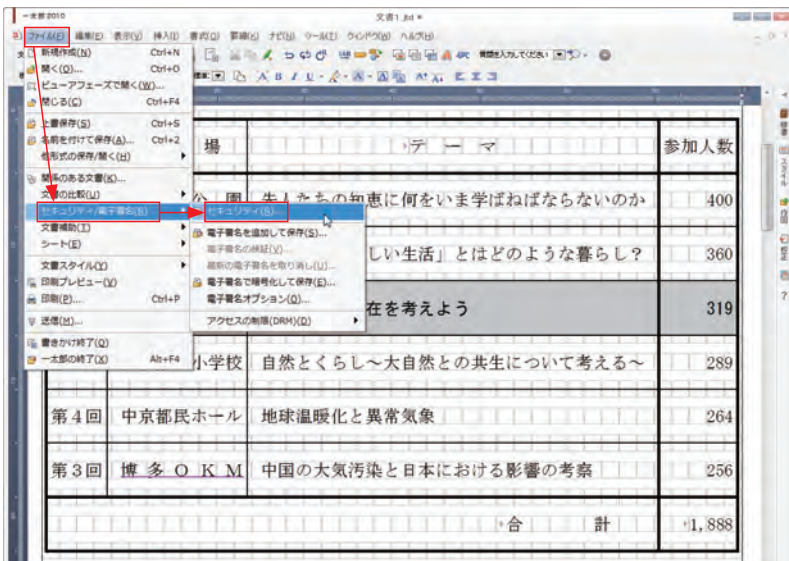 一太郎2010
文書1.jtd *
ファイル(F) 編集(E) 表示(V) 挿入(I) 書式(O) 罫線(K) ナビ(N) ツール(T) ウインドウ(W) ヘルプ(H)
新規作成(N) Ctrl+N
開く(O)... Ctrl+O
ビューアフェーズで開く(W)...
閉じる(C) Ctrl+F4
上書保存(S) Ctrl+S
名前を付けて保存(A)... Ctrl+2
他形式の保存/開く(H)
関係のある文書(K)...
文書の比較(U)
セキュリティ/電子署名(B)
文書補助(I)
シート(E)
文書スタイル(Y)
印刷プレビュー(V)
印刷(P)... Ctrl+P
送信(M)...
書きかけ終了(Q)
一太郎の終了(X) Alt+F4
セキュリティ(R)...
電子署名を追加して保存(S)...
電子署名の検証(V)...
最新の電子署名を取り消し(U)...
電子署名で暗号化して保存(E)...
電子署名オプション(O)...
アクセスの制限(DRM)(D)
場 テーマ 参加人数
公園 先人たちの知恵に何をいま学ばねばならないのか 400
しい生活」とはどのような暮らし? 360
在を考えよう 319
小学校 自然とくらし~大自然との共生について考える~ 289
第4回 中京都民ホール 地球温暖化と異常気象 264
第3回 博多OKM 中国の大気汚染と日本における影響の考察 256
合計 1,888